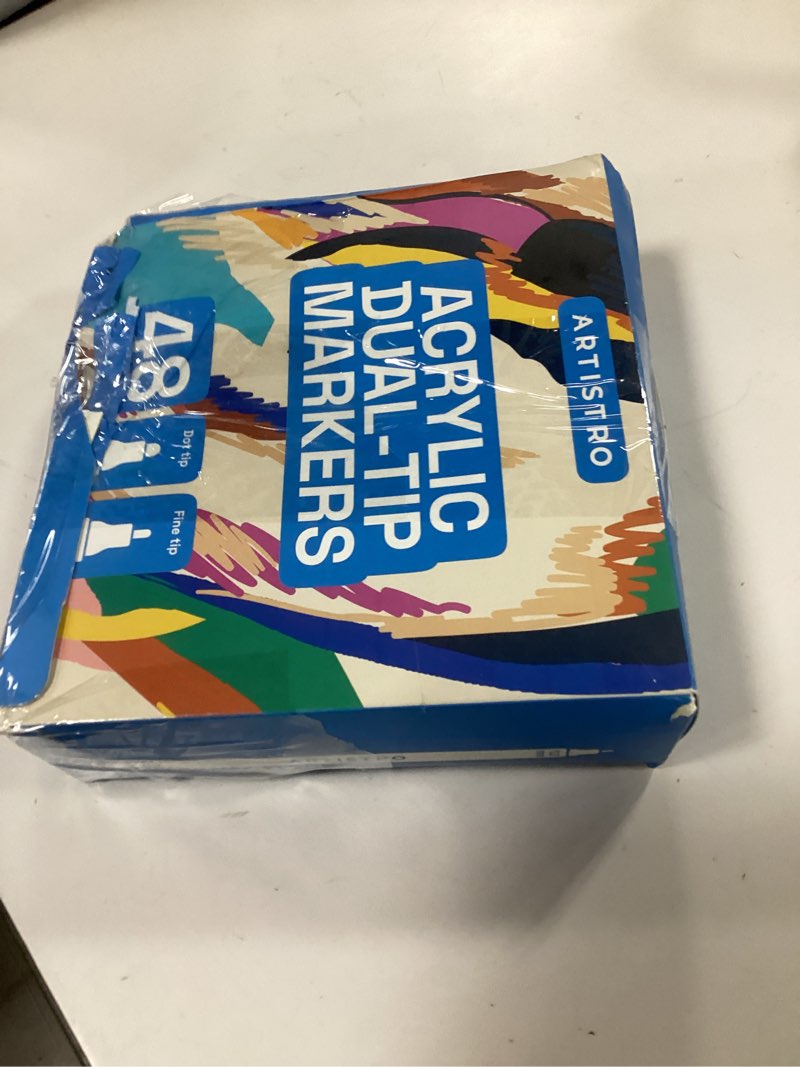 ARTISTRO
ACRYLIC
DUAL-TIP
MARKERS
48
Dot tip
Fine tip